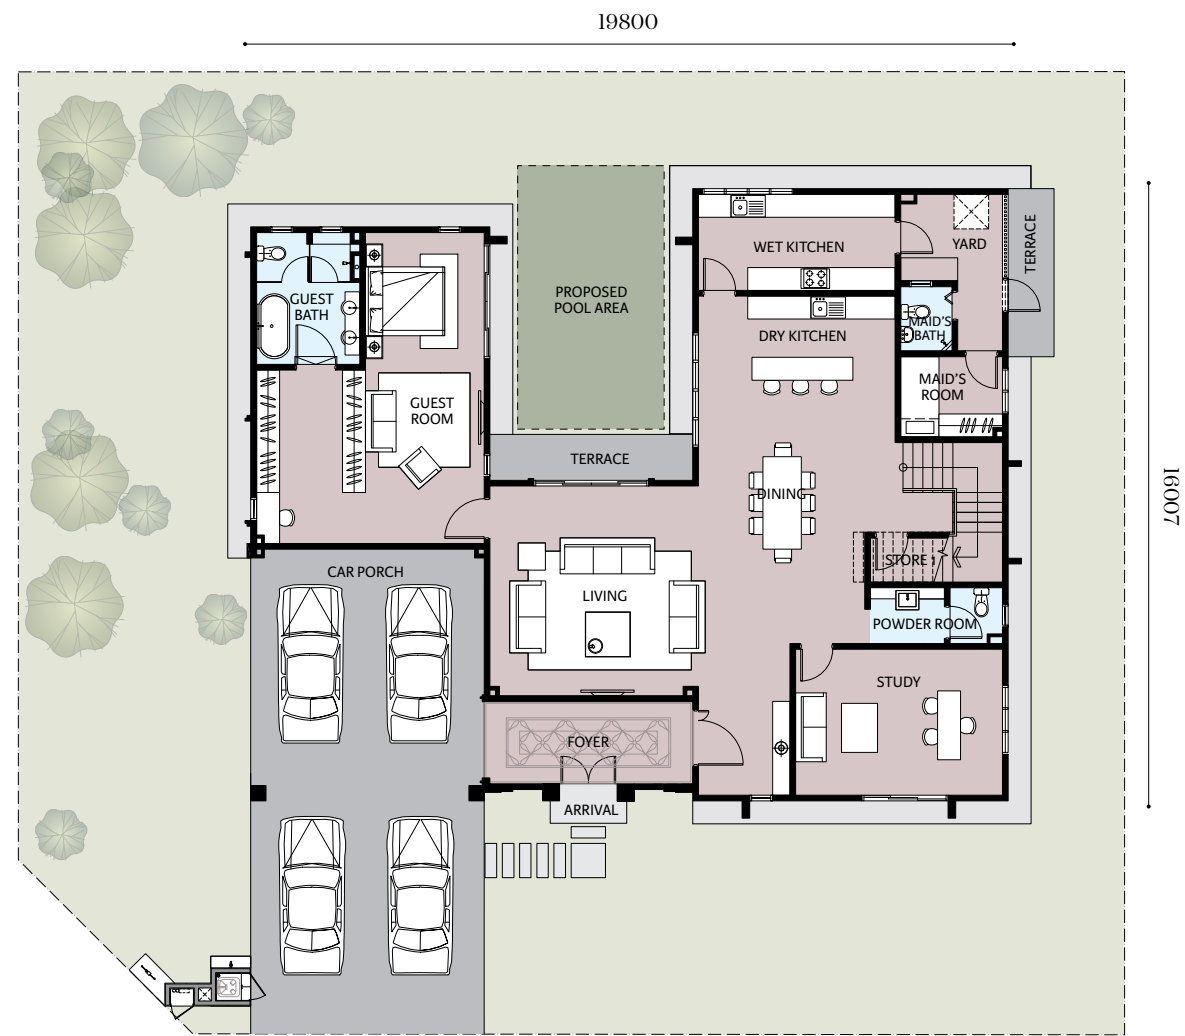 19800
WET KITCHEN
YARD
TERRACE
PROPOSED
POOL AREA
GUEST
BATH
DRY KITCHEN
MAID'S
BATH
MAID'S
ROOM
GUEST
ROOM
TERRACE
DINING
16007
STORE
CAR PORCH
LIVING
POWDER ROOM
STUDY
FOYER
ARRIVAL